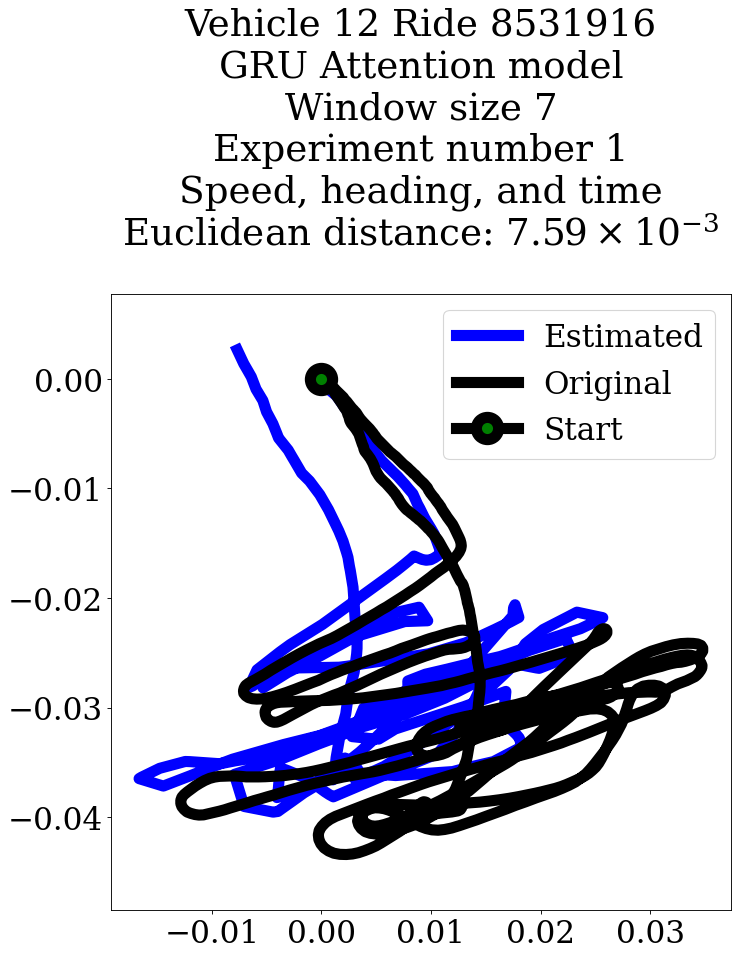 Vehicle 12 Ride 8531916
GRU Attention model
Window size 7
Experiment number 1
Speed, heading, and time
Euclidean distance: 7.59 × 10⁻³
Estimated
Original
Start
0.00
−0.01
−0.02
−0.03
−0.04
−0.01 0.00 0.01 0.02 0.03